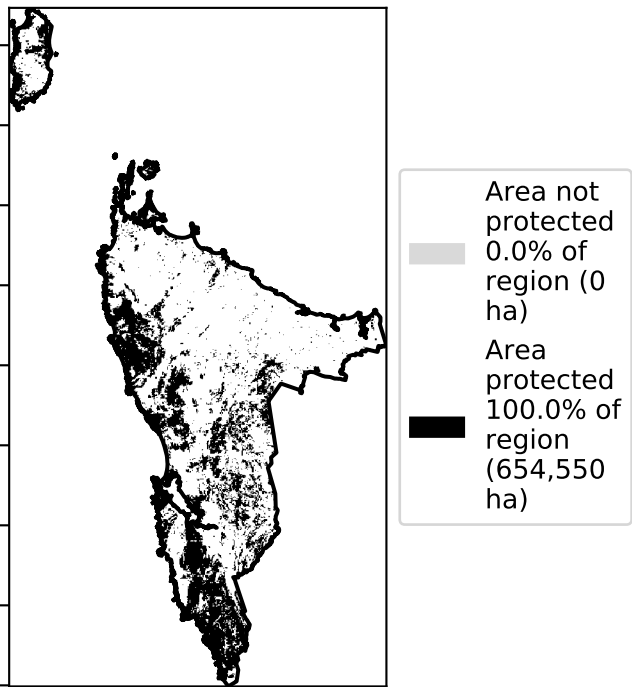 Area not
protected
0.0% of
region (0
ha)
Area
protected
100.0% of
region
(654,550
ha)